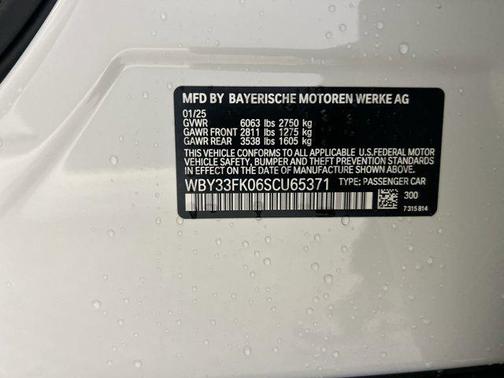 MFD BY BAYERISCHE MOTOREN WERKE AG
01/25
GVWR 6063 lbs 2750 kg
GAWR FRONT 2811 lbs 1275 kg
GAWR REAR 3538 lbs 1605 kg
THIS VEHICLE CONFORMS TO ALL APPLICABLE U.S.FEDERAL MOTOR
VEHICLE SAFETY, BUMPER AND THEFT PREVENTION STANDARDS
IN EFFECT ON THE DATE OF MANUFACTURE SHOWN ABOVE.
WBY33FK06SCU65371 TYPE: PASSENGER CAR
300
7 315 814